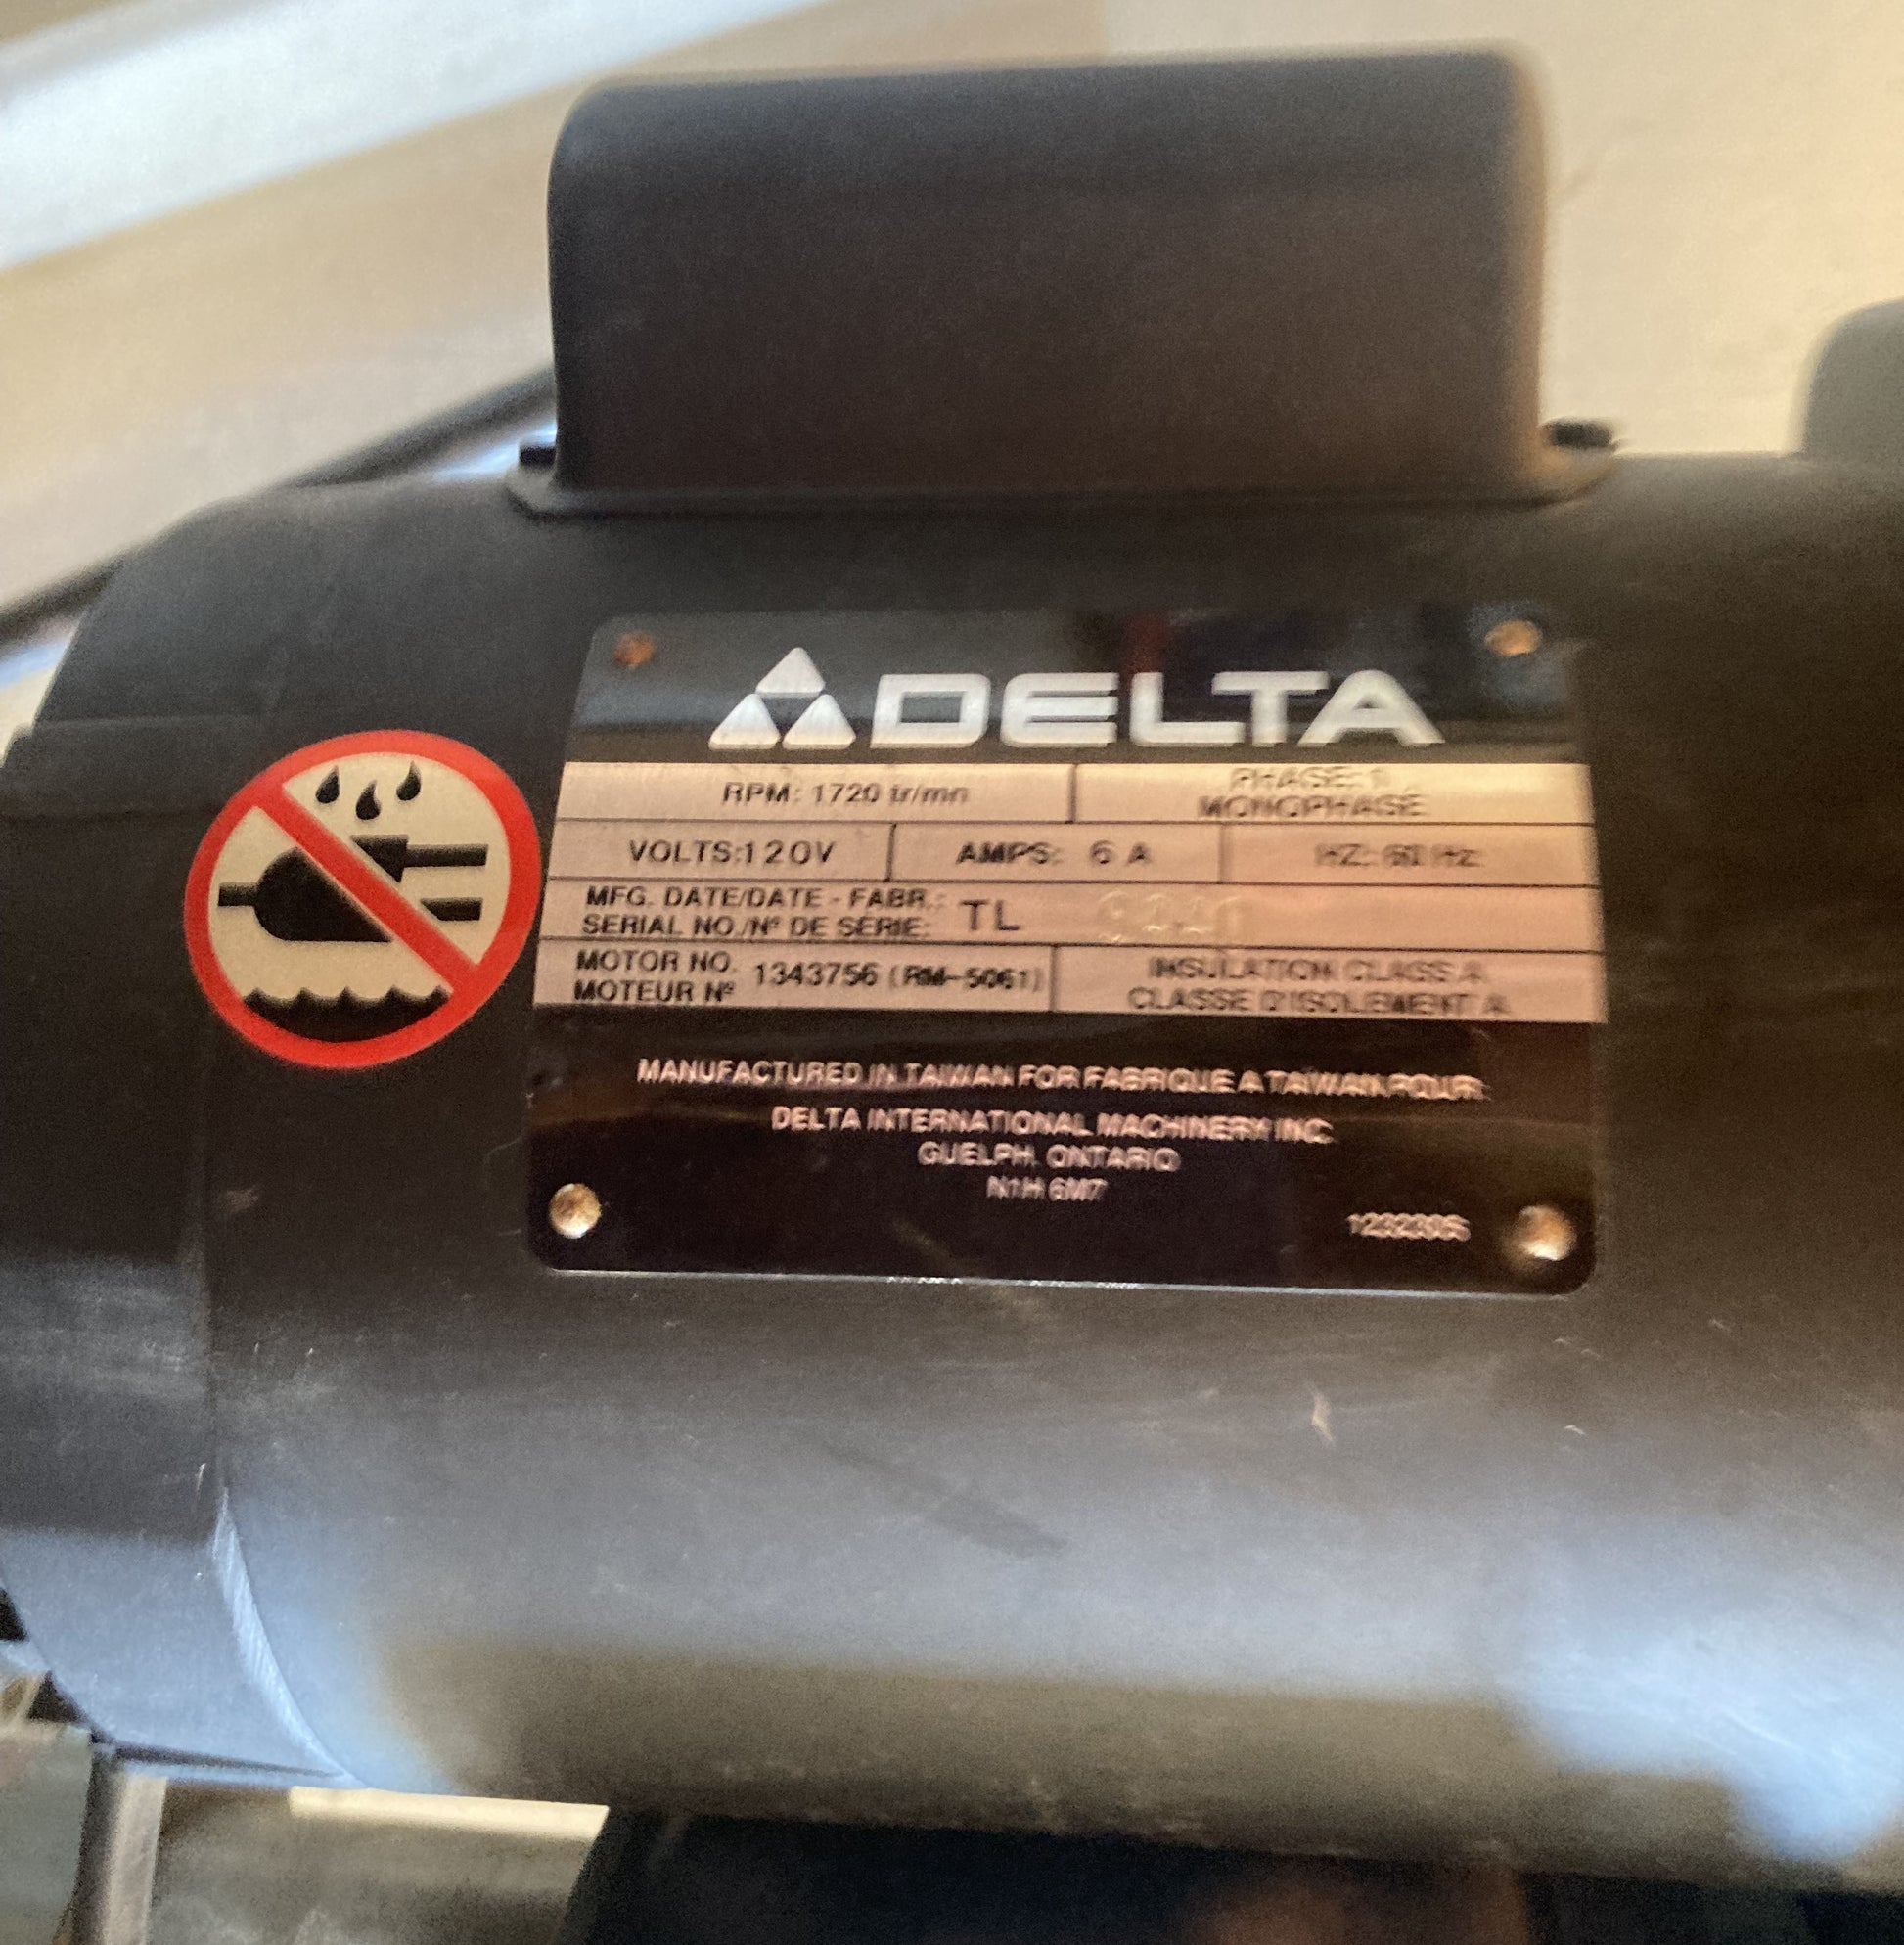 DELTA
RPM: 1720 tr/mn
PHASE: 1
MONOPHASE
VOLTS:120V
AMPS: 6 A
HZ: 60 Hz
MFG. DATE/DATE - FABR.:
SERIAL NO./Nº DE SERIE: TL
MOTOR NO.
MOTEUR Nº 1343756 (RM-5061)
INSULATION CLASS A
CLASSE D'ISOLEMENT A
MANUFACTURED IN TAIWAN FOR FABRIQUE A TAIWAN POUR:
DELTA INTERNATIONAL MACHINERY INC.
GUELPH, ONTARIO
N1H 6M7